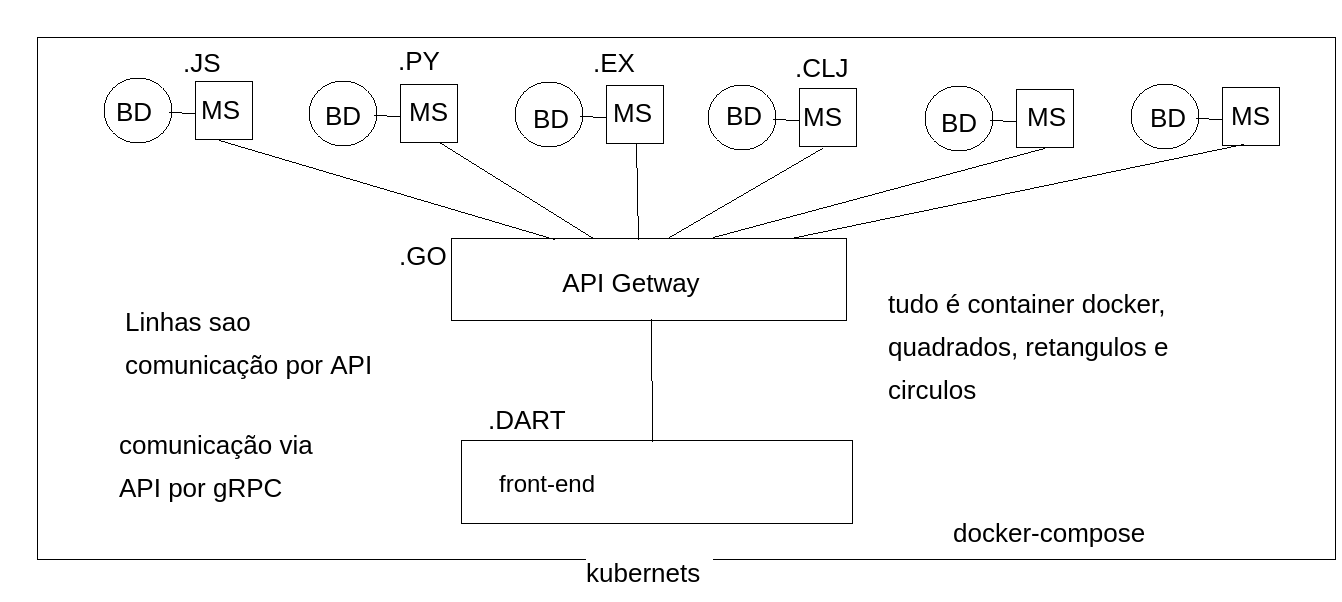 .JS
.PY
.EX
.CLJ
BD
MS
BD
MS
BD
MS
BD
MS
BD
MS
BD
MS
.GO
API Getway
Linhas sao
comunicação por API
tudo é container docker,
quadrados, retangulos e
circulos
.DART
comunicação via
API por gRPC
front-end
docker-compose
kubernets